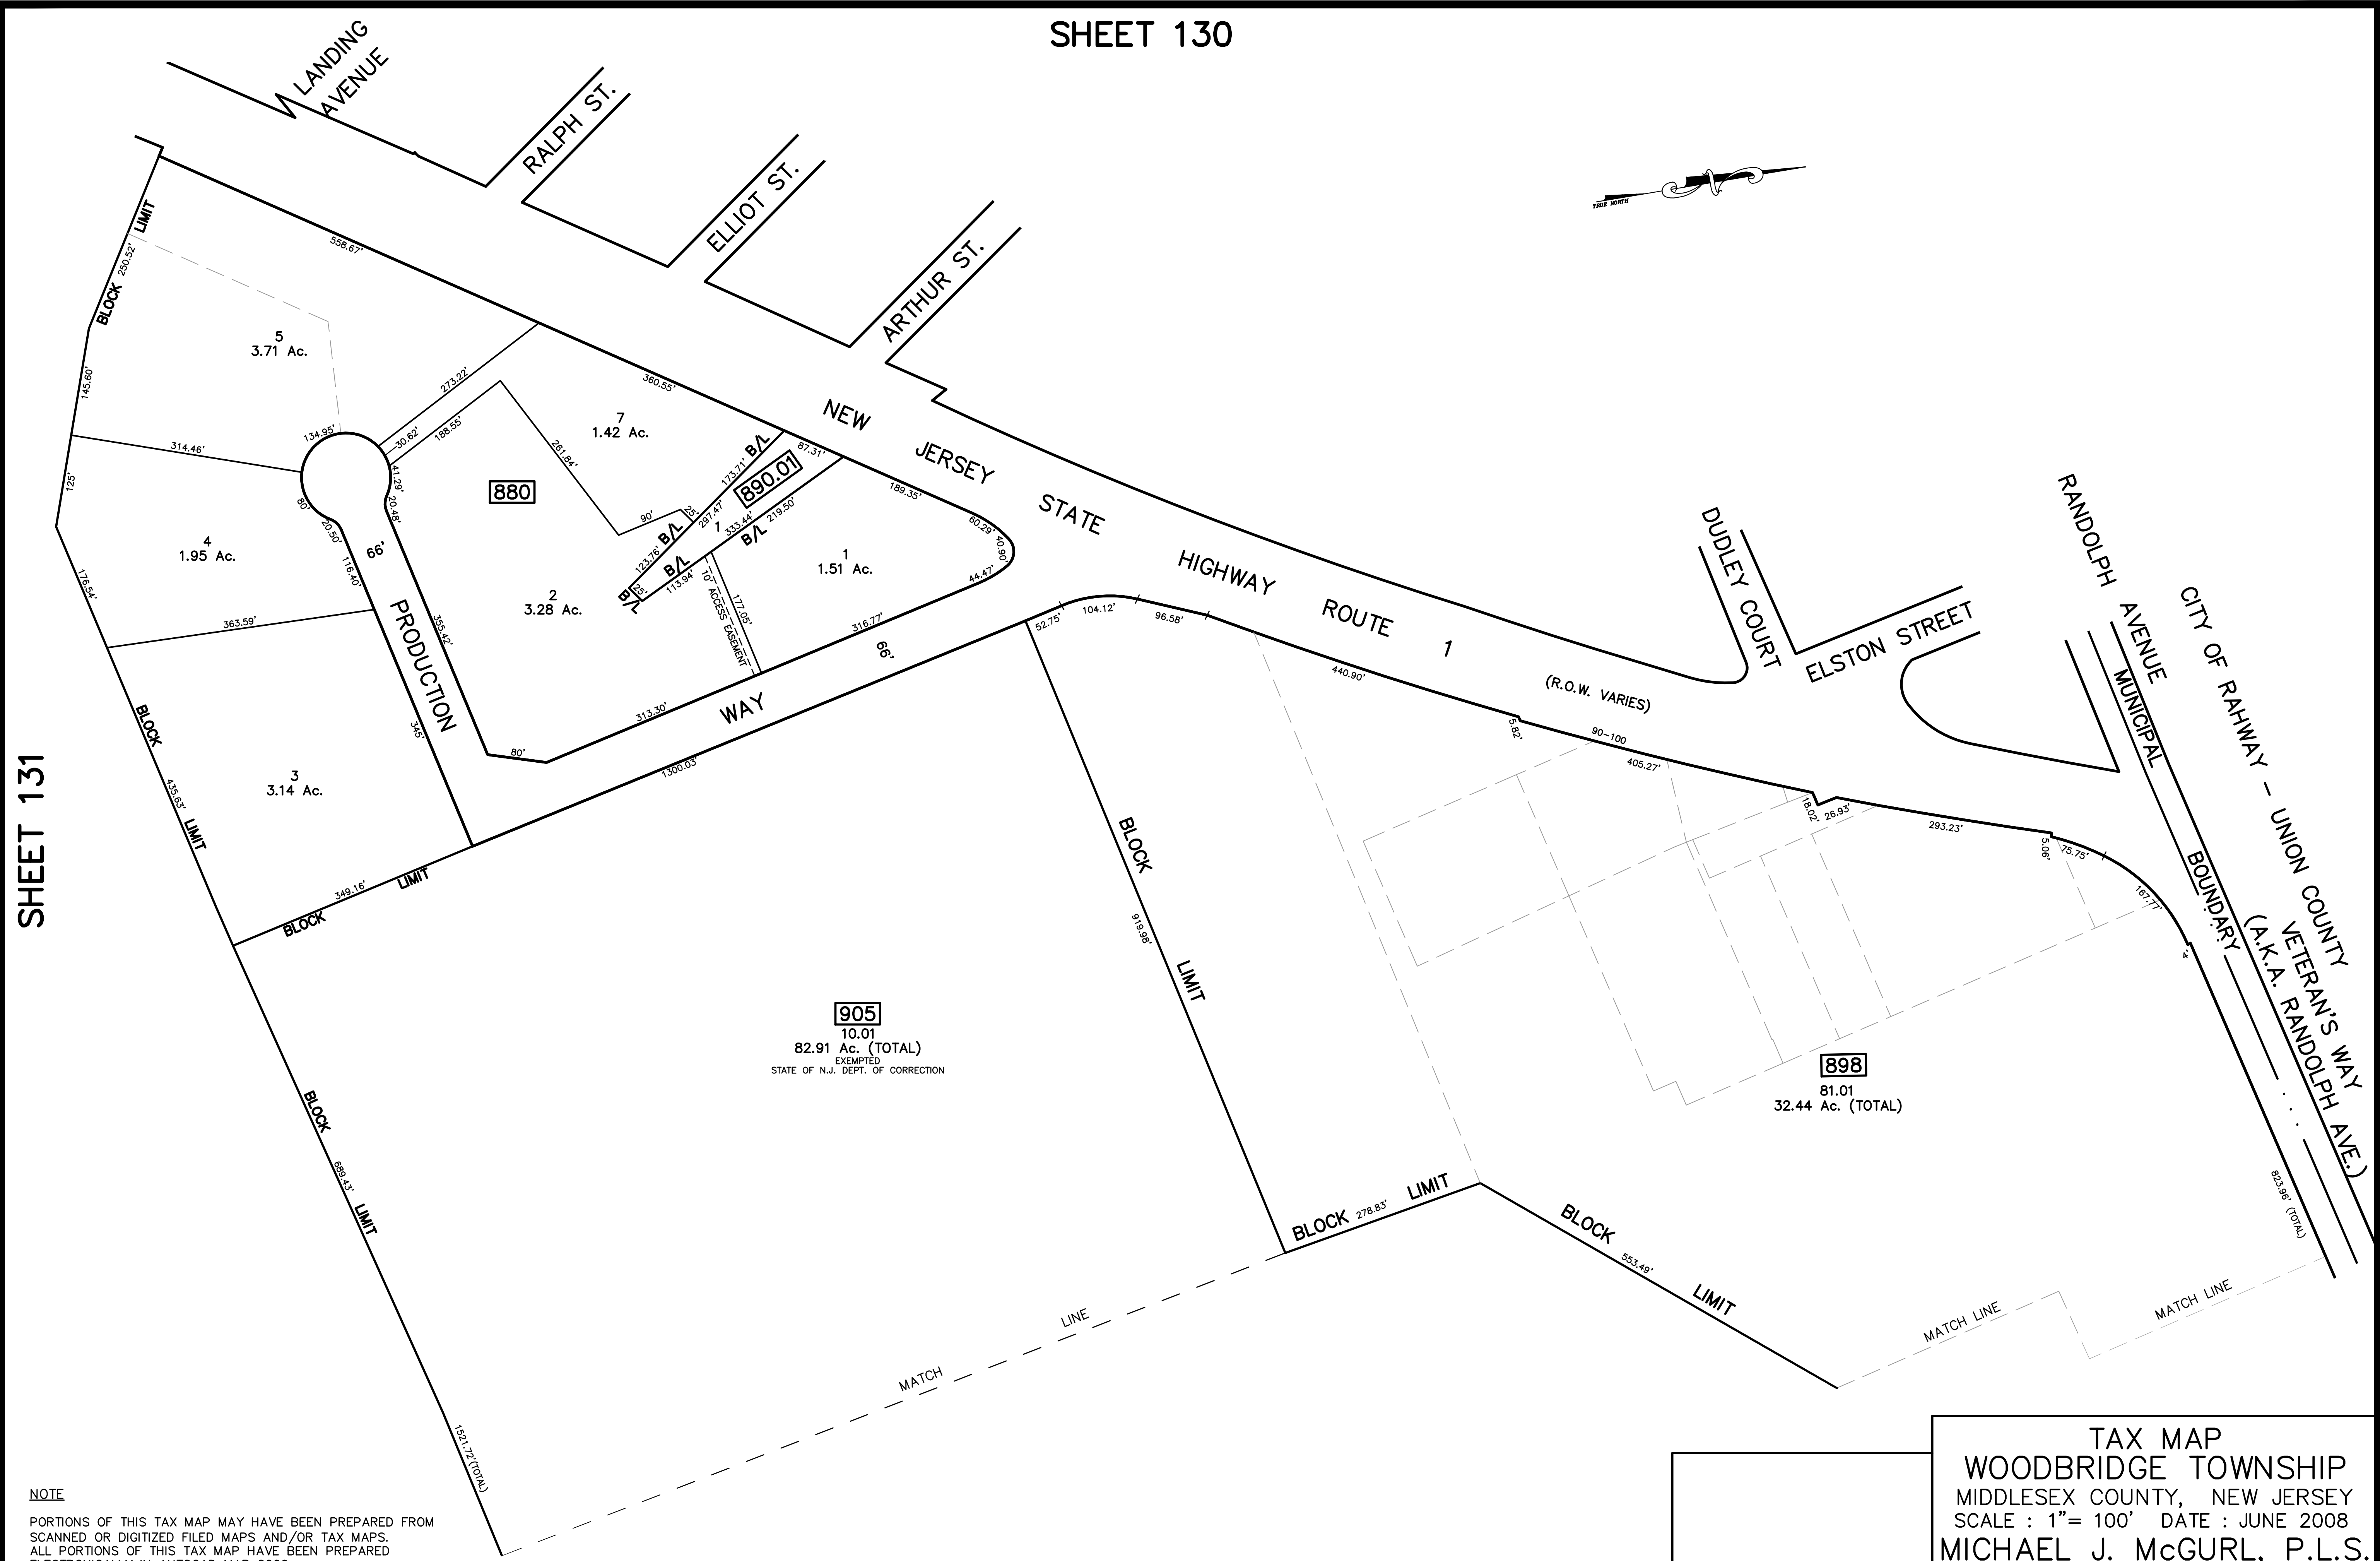 SHEET 130
LANDING
AVENUE
RALPH ST.
ELLIOT ST.
ARTHUR ST.
TRUE NORTH
BLOCK 250.52' LIMIT
558.67'
5
3.71 Ac.
145.60'
273.22'
30.62'
188.55'
134.95'
314.46'
41.29'
20.48'
80'
20.50'
125'
360.55'
7
1.42 Ac.
261.84'
880
90'
25'
173.71'
B/L
890.01
87.31'
297.47'
1
333.44'
219.50'
B/L
B/L
123.76'
B/L
113.94'
25'
B/L
189.35'
60.29'
40.90'
44.47'
1
1.51 Ac.
10' ACCESS EASEMENT
177.05'
316.77'
4
1.95 Ac.
66'
116.40'
2
3.28 Ac.
355.42'
176.54'
363.59'
PRODUCTION
345'
313.30'
80'
WAY
66'
1300.03'
3
3.14 Ac.
BLOCK
435.63'
LIMIT
BLOCK
349.16'
LIMIT
SHEET 131
NEW JERSEY STATE HIGHWAY ROUTE 1
(R.O.W. VARIES)
52.75'
104.12'
96.58'
440.90'
5.82'
90-100
405.27'
18.02'
26.93'
293.23'
5.06'
75.75'
167.77'
4'
DUDLEY COURT
ELSTON STREET
RANDOLPH AVENUE
MUNICIPAL BOUNDARY
CITY OF RAHWAY - UNION COUNTY
VETERAN'S WAY
(A.K.A. RANDOLPH AVE.)
823.96' (TOTAL)
BLOCK
919.98'
LIMIT
905
10.01
82.91 Ac. (TOTAL)
EXEMPTED
STATE OF N.J. DEPT. OF CORRECTION
898
81.01
32.44 Ac. (TOTAL)
BLOCK
689.43'
LIMIT
BLOCK 278.83' LIMIT
BLOCK
553.49'
LIMIT
MATCH LINE
MATCH LINE
MATCH LINE
1521.72'(TOTAL)
NOTE
PORTIONS OF THIS TAX MAP MAY HAVE BEEN PREPARED FROM
SCANNED OR DIGITIZED FILED MAPS AND/OR TAX MAPS.
ALL PORTIONS OF THIS TAX MAP HAVE BEEN PREPARED
TAX MAP
WOODBRIDGE TOWNSHIP
MIDDLESEX COUNTY, NEW JERSEY
SCALE : 1"= 100' DATE : JUNE 2008
MICHAEL J. McGURL, P.L.S.